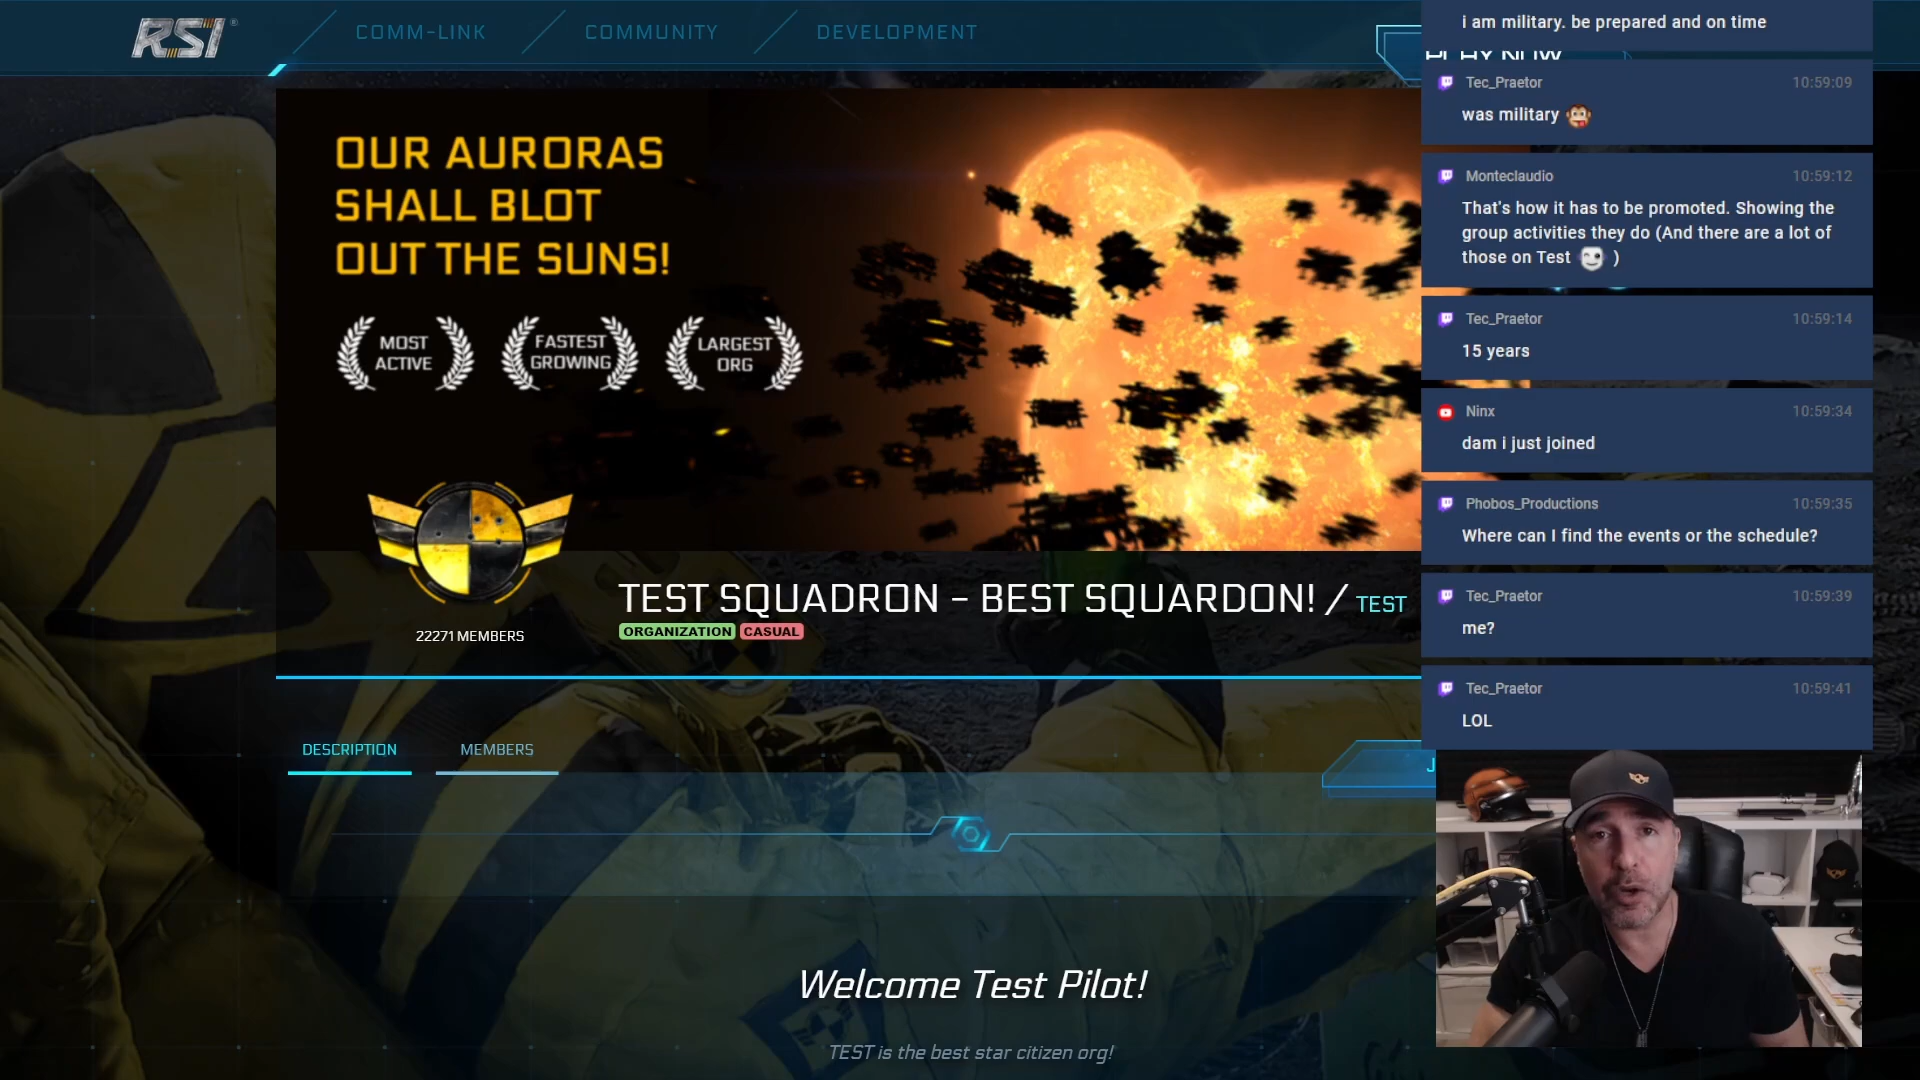 RSI
COMM-LINK
COMMUNITY
DEVELOPMENT
PLAY NOW
OUR AURORAS
SHALL BLOT
OUT THE SUNS!
MOST
ACTIVE
FASTEST
GROWING
LARGEST
ORG
22271 MEMBERS
TEST SQUADRON - BEST SQUARDON! / TEST
ORGANIZATION CASUAL
DESCRIPTION
MEMBERS
J
Welcome Test Pilot!
TEST is the best star citizen org!
i am military. be prepared and on time
Tec_Praetor 10:59:09
was military
Monteclaudio 10:59:12
That's how it has to be promoted. Showing the
group activities they do (And there are a lot of
those on Test )
Tec_Praetor 10:59:14
15 years
Ninx 10:59:34
dam i just joined
Phobos_Productions 10:59:35
Where can I find the events or the schedule?
Tec_Praetor 10:59:39
me?
Tec_Praetor 10:59:41
LOL